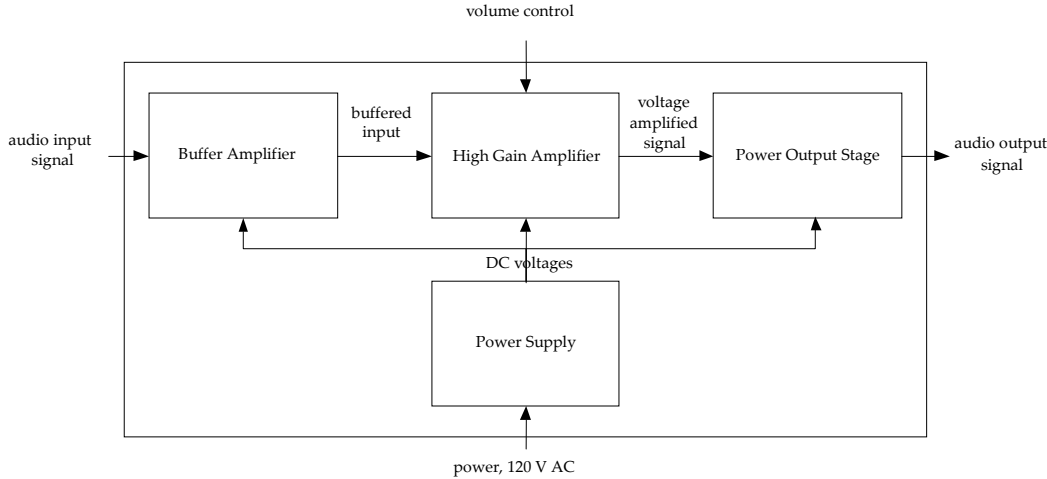 volume control
audio input
signal
Buffer Amplifier
buffered
input
High Gain Amplifier
voltage
amplified
signal
Power Output Stage
audio output
signal
DC voltages
Power Supply
power, 120 V AC